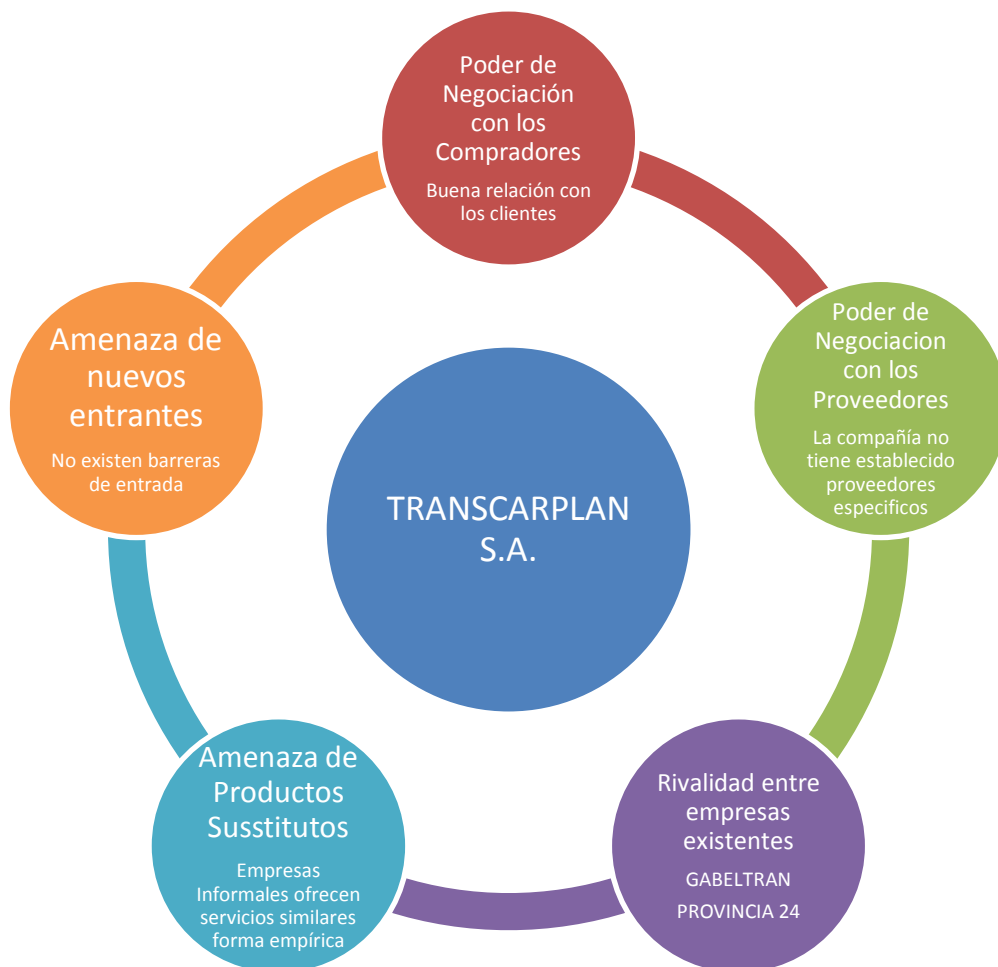 Poder de
Negociación
con los
Compradores
Buena relación con
los clientes
Poder de
Negociacion
con los
Proveedores
La compañía no
tiene establecido
proveedores
especificos
Rivalidad entre
empresas
existentes
GABELTRAN
PROVINCIA 24
Amenaza de
Productos
Susstitutos
Empresas
Informales ofrecen
servicios similares
forma empírica
Amenaza de
nuevos
entrantes
No existen barreras
de entrada
TRANSCARPLAN
S.A.